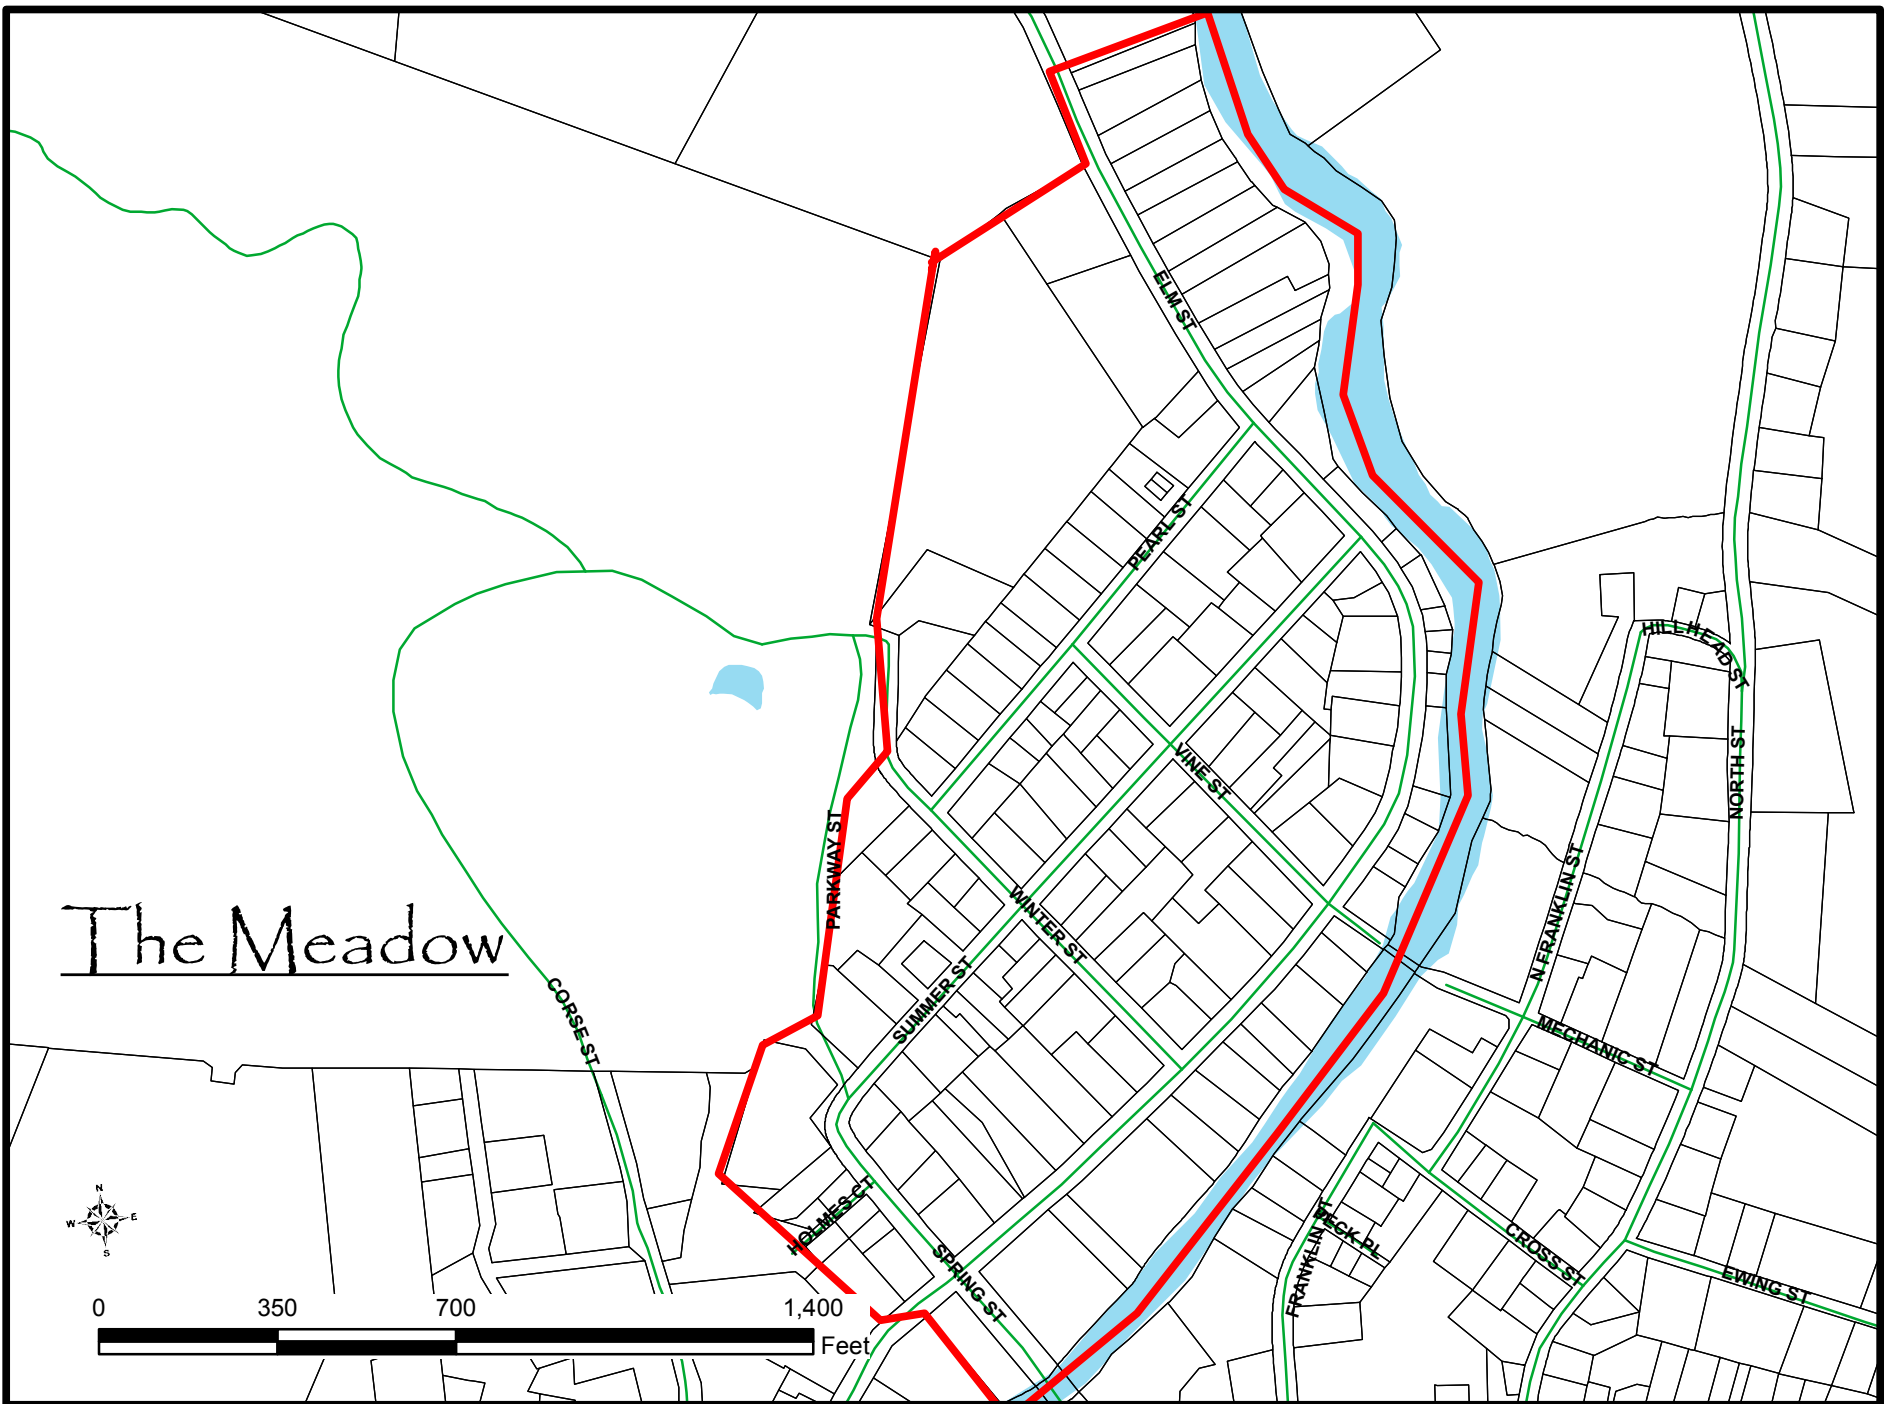 ELM ST
PEARL ST
HILLHEAD ST
VINE ST
NORTH ST
PARKWAY ST
N FRANKLIN ST
WINTER ST
The Meadow
SUMMER ST
CORSE ST
MECHANIC ST
N
W E
S
HOLMES CT
SPRING ST
FRANKLIN ST
PECK PL
CROSS ST
EWING ST
0 350 700 1,400
Feet